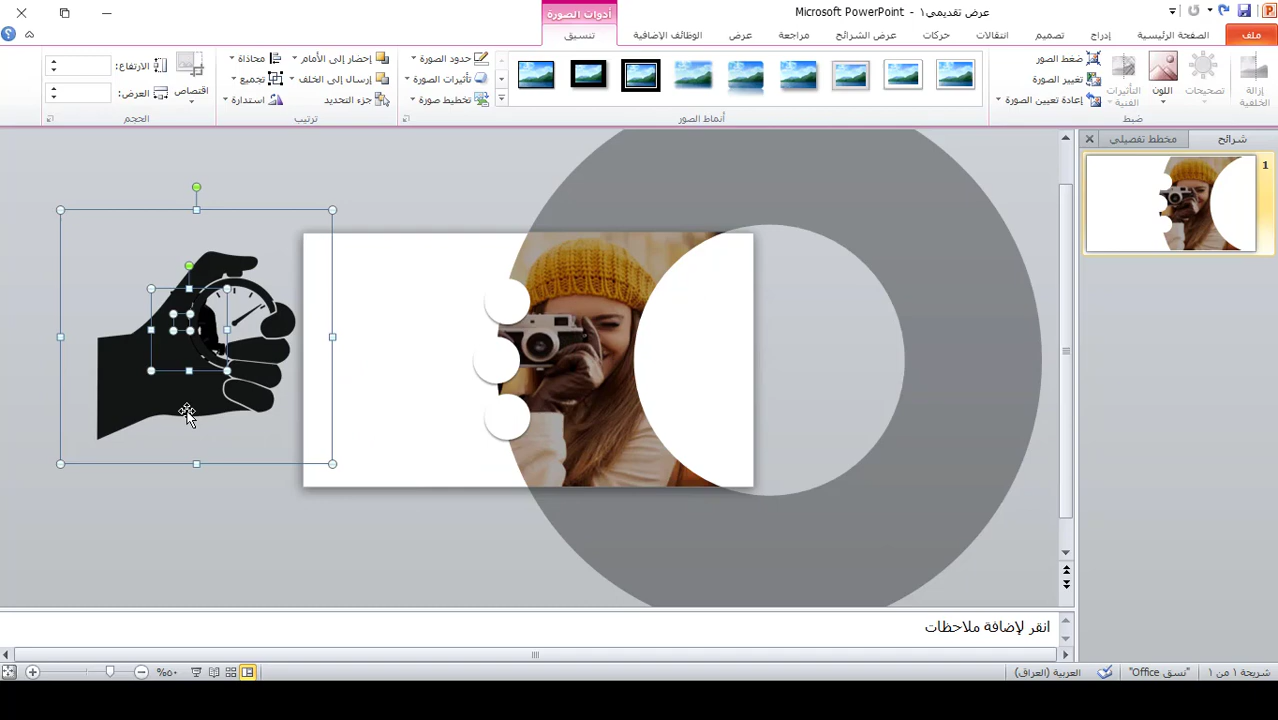 عرض تقديمي١ - Microsoft PowerPoint
أدوات الصورة
ملف
الصفحة الرئيسية
إدراج
تصميم
انتقالات
حركات
عرض الشرائح
مراجعة
عرض
الوظائف الإضافية
تنسيق
إزالة الخلفية
تصحيحات
اللون
التأثيرات الفنية
ضغط الصور
تغيير الصورة
إعادة تعيين الصورة
ضبط
أنماط الصور
حدود الصورة
تأثيرات الصورة
تخطيط صورة
إحضار إلى الأمام
إرسال إلى الخلف
جزء التحديد
محاذاة
تجميع
استدارة
ترتيب
اقتصاص
الارتفاع:
العرض:
الحجم
شرائح
مخطط تفصيلي
1
انقر لإضافة ملاحظات
شريحة ١ من ١
"نسق Office"
العربية (العراق)
٥٠%